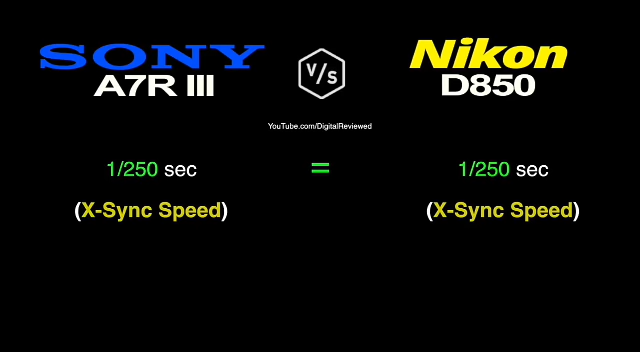 SONY V/S Nikon
A7R III D850
YouTube.com/DigitalReviewed
1/250 sec = 1/250 sec
(X-Sync Speed) (X-Sync Speed)